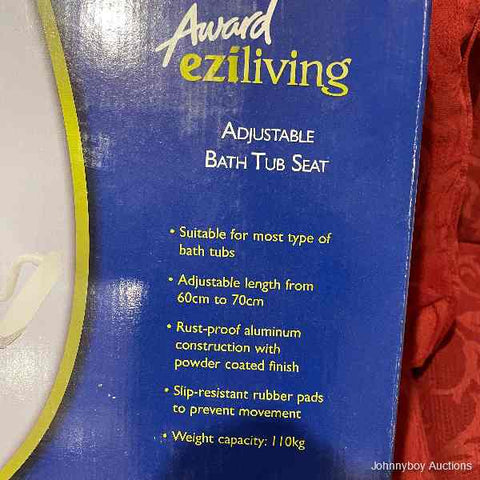 Award
eziliving
ADJUSTABLE
BATH TUB SEAT
• Suitable for most type of
bath tubs
• Adjustable length from
60cm to 70cm
• Rust-proof aluminum
construction with
powder coated finish
• Slip-resistant rubber pads
to prevent movement
• Weight capacity: 110kg
Johnnyboy Auctions